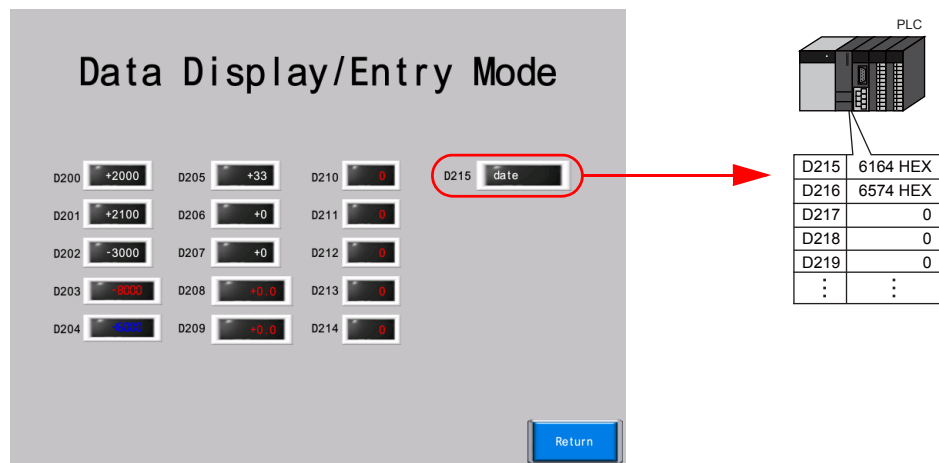 PLC
Data Display/Entry Mode
D200 +2000 D205 +33 D210 0 D215 date
D201 +2100 D206 +0 D211 0
D202 -3000 D207 +0 D212 0
D203 -8000 D208 +0.0 D213 0
D204 D209 +0.0 D214 0
Return
D215 6164 HEX
D216 6574 HEX
D217 0
D218 0
D219 0
⋮ ⋮